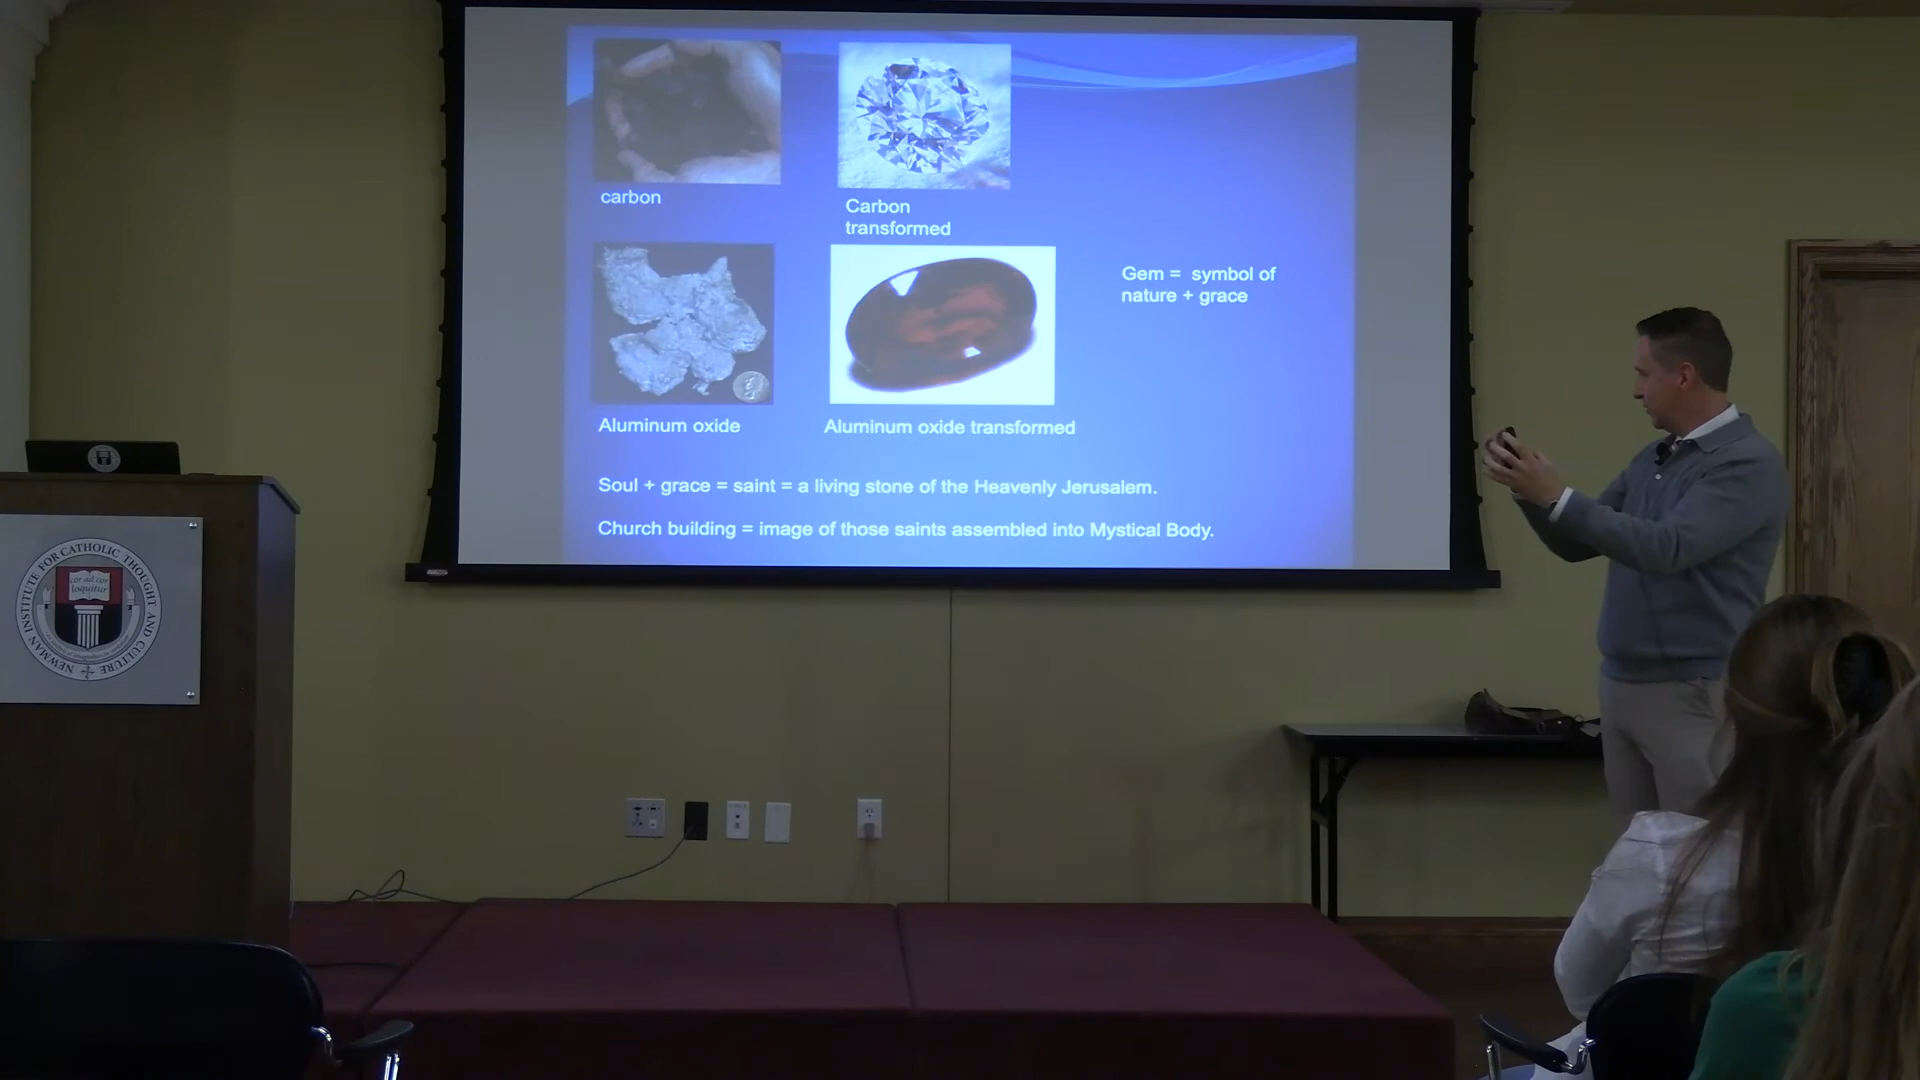 carbon
Carbon
transformed
Aluminum oxide
Aluminum oxide transformed
Gem = symbol of
nature + grace
Soul + grace = saint = a living stone of the Heavenly Jerusalem.
Church building = image of those saints assembled into Mystical Body.
NEWMAN INSTITUTE FOR CATHOLIC THOUGHT AND CULTURE
cor ad cor
loquitur